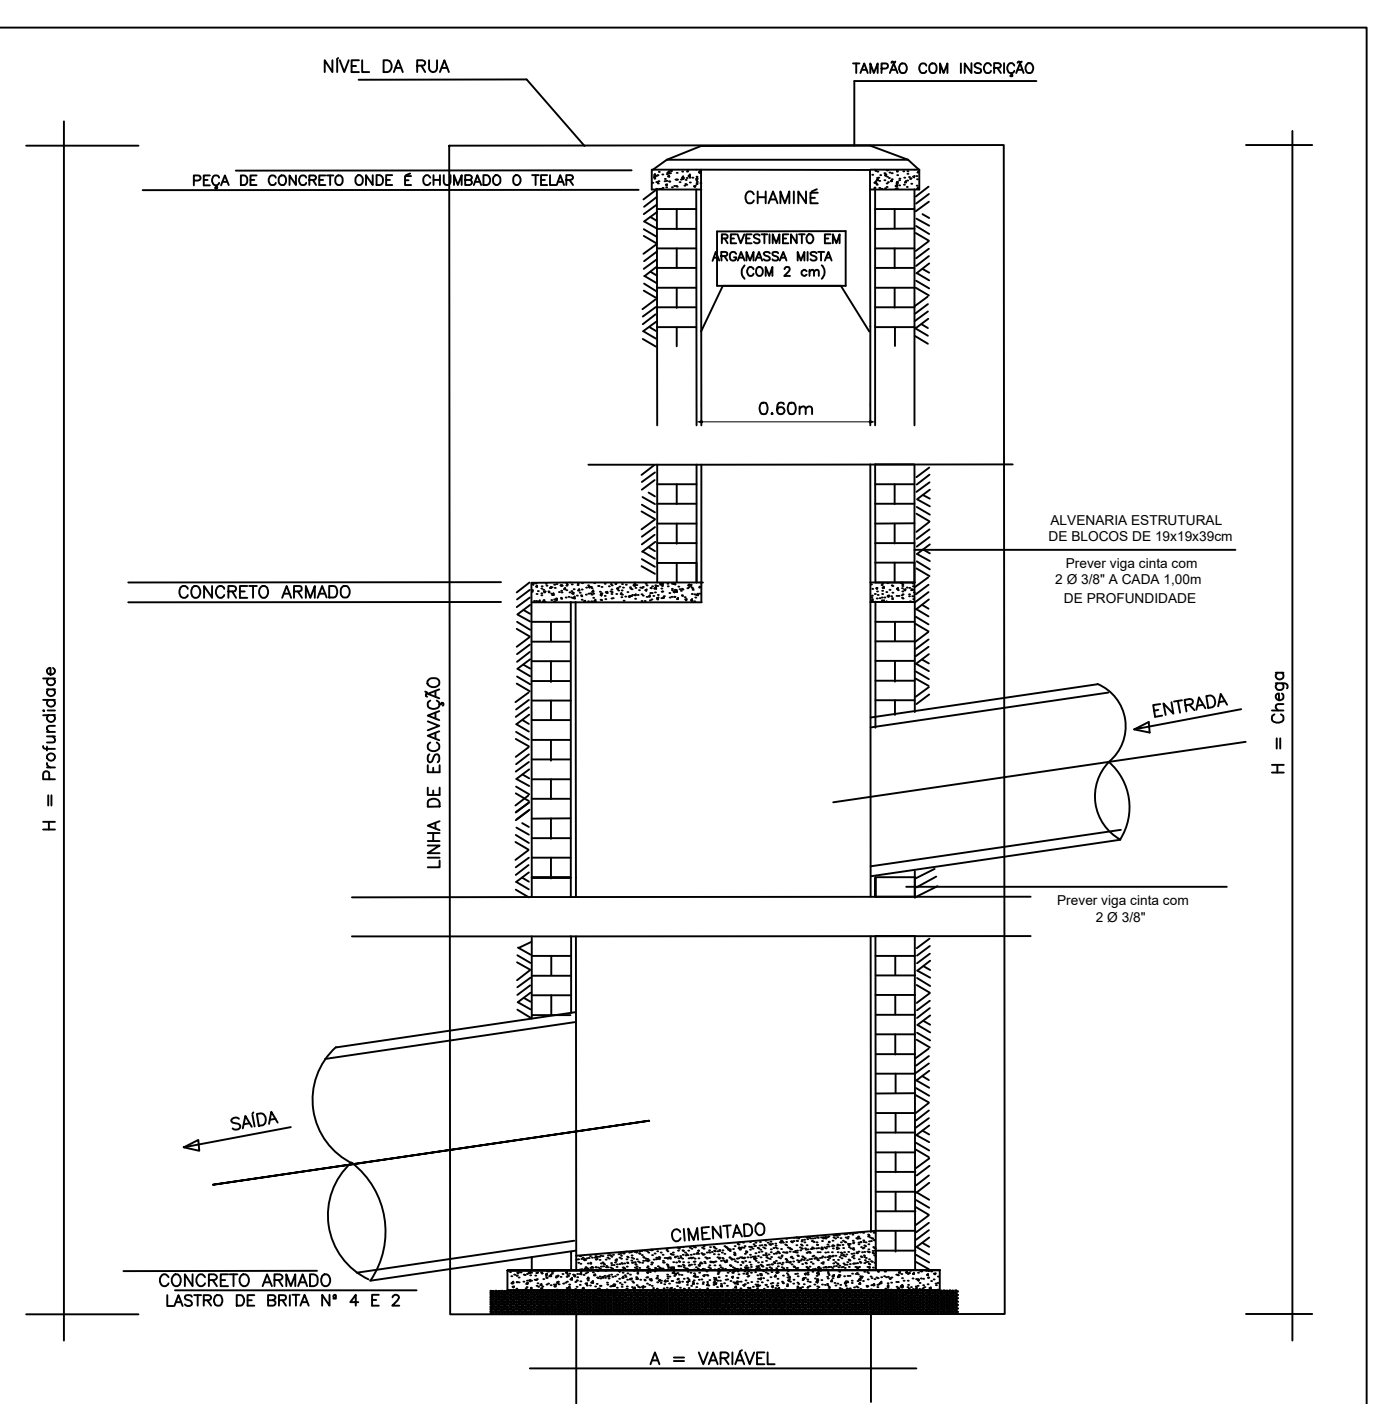 NÍVEL DA RUA
TAMPÃO COM INSCRIÇÃO
PEÇA DE CONCRETO ONDE É CHUMBADO O TELAR
CHAMINÉ
REVESTIMENTO EM
ARGAMASSA MISTA
(COM 2 cm)
0.60m
ALVENARIA ESTRUTURAL
DE BLOCOS DE 19x19x39cm
Prever viga cinta com
2 Ø 3/8" A CADA 1,00m
DE PROFUNDIDADE
CONCRETO ARMADO
H = Profundidade
LINHA DE ESCAVAÇÃO
ENTRADA
H = Chega
Prever viga cinta com
2 Ø 3/8"
SAÍDA
CIMENTADO
CONCRETO ARMADO
LASTRO DE BRITA Nª 4 E 2
A = VARIÁVEL